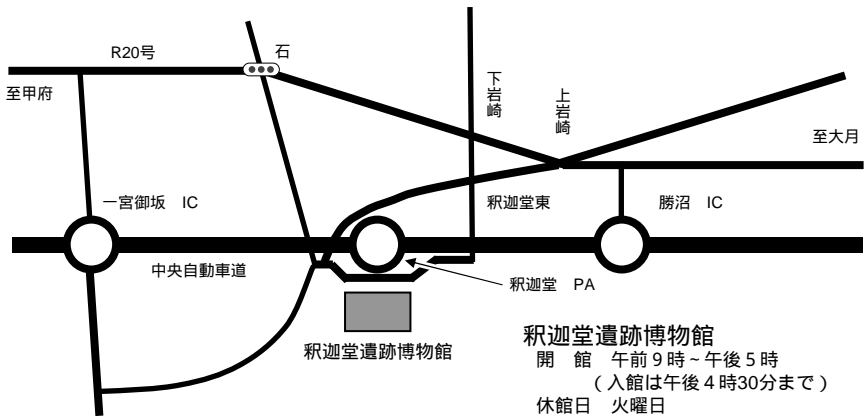 R20号
石
至甲府
下岩崎
上岩崎
至大月
一宮御坂 IC
釈迦堂東
勝沼 IC
中央自動車道
釈迦堂 PA
釈迦堂遺跡博物館
釈迦堂遺跡博物館
開 館 午前9時~午後5時
(入館は午後4時30分まで)
休館日 火曜日